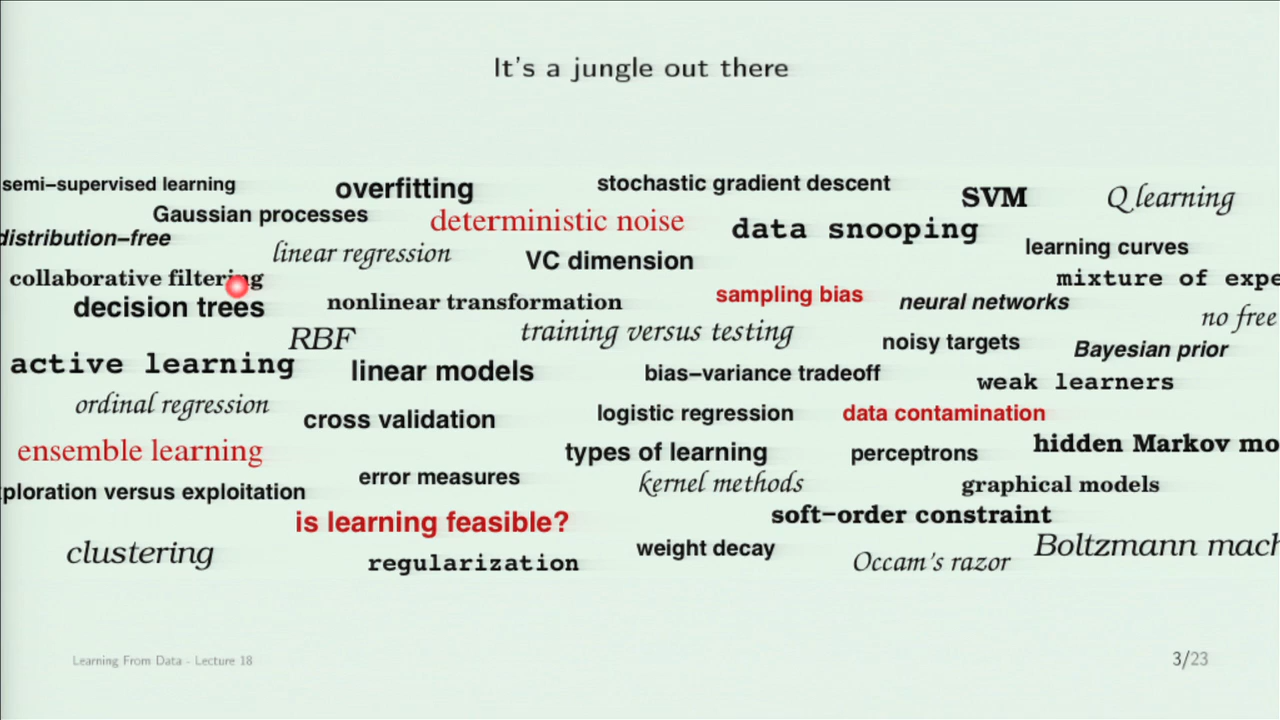 It's a jungle out there
semi–supervised learning
overfitting
stochastic gradient descent
SVM
Q learning
Gaussian processes
deterministic noise
data snooping
distribution–free
linear regression
VC dimension
learning curves
collaborative filtering
mixture of expe
decision trees
nonlinear transformation
sampling bias
neural networks
no free
RBF
training versus testing
noisy targets
Bayesian prior
active learning
linear models
bias–variance tradeoff
weak learners
ordinal regression
cross validation
logistic regression
data contamination
ensemble learning
types of learning
perceptrons
hidden Markov mo
error measures
kernel methods
graphical models
ploration versus exploitation
is learning feasible?
soft–order constraint
clustering
regularization
weight decay
Occam's razor
Boltzmann mach
Learning From Data - Lecture 18
3/23